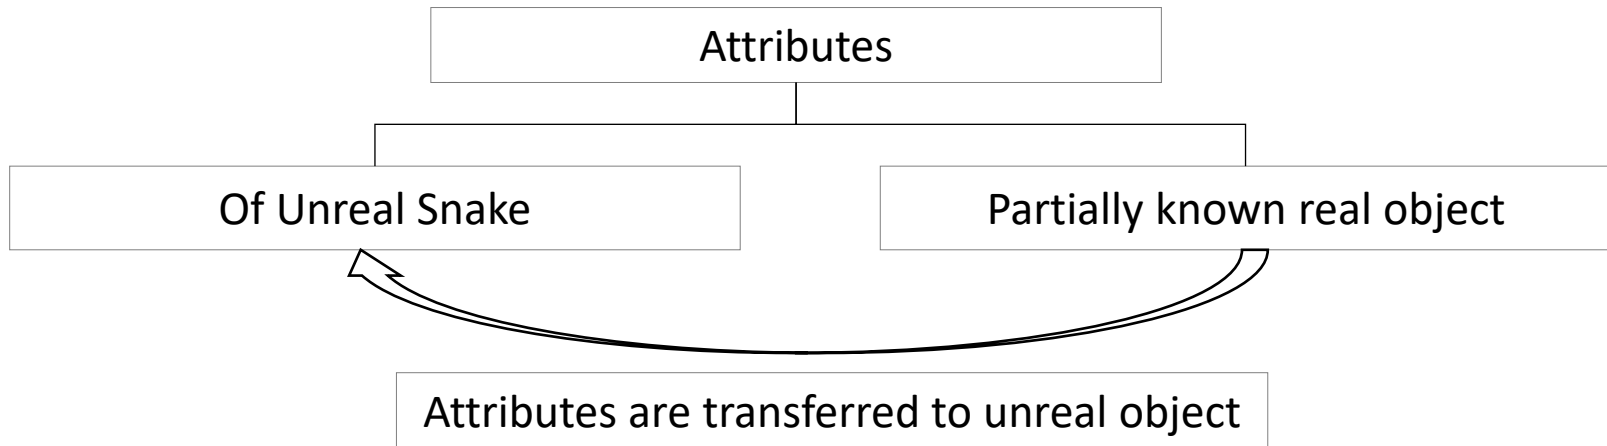 Attributes
Of Unreal Snake
Partially known real object
Attributes are transferred to unreal object